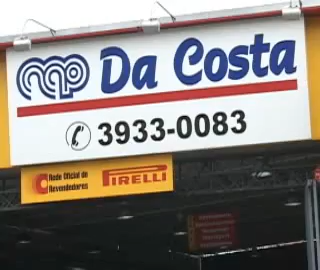 Da Costa
3933-0083
Rede Oficial de
Revendedores
PIRELLI